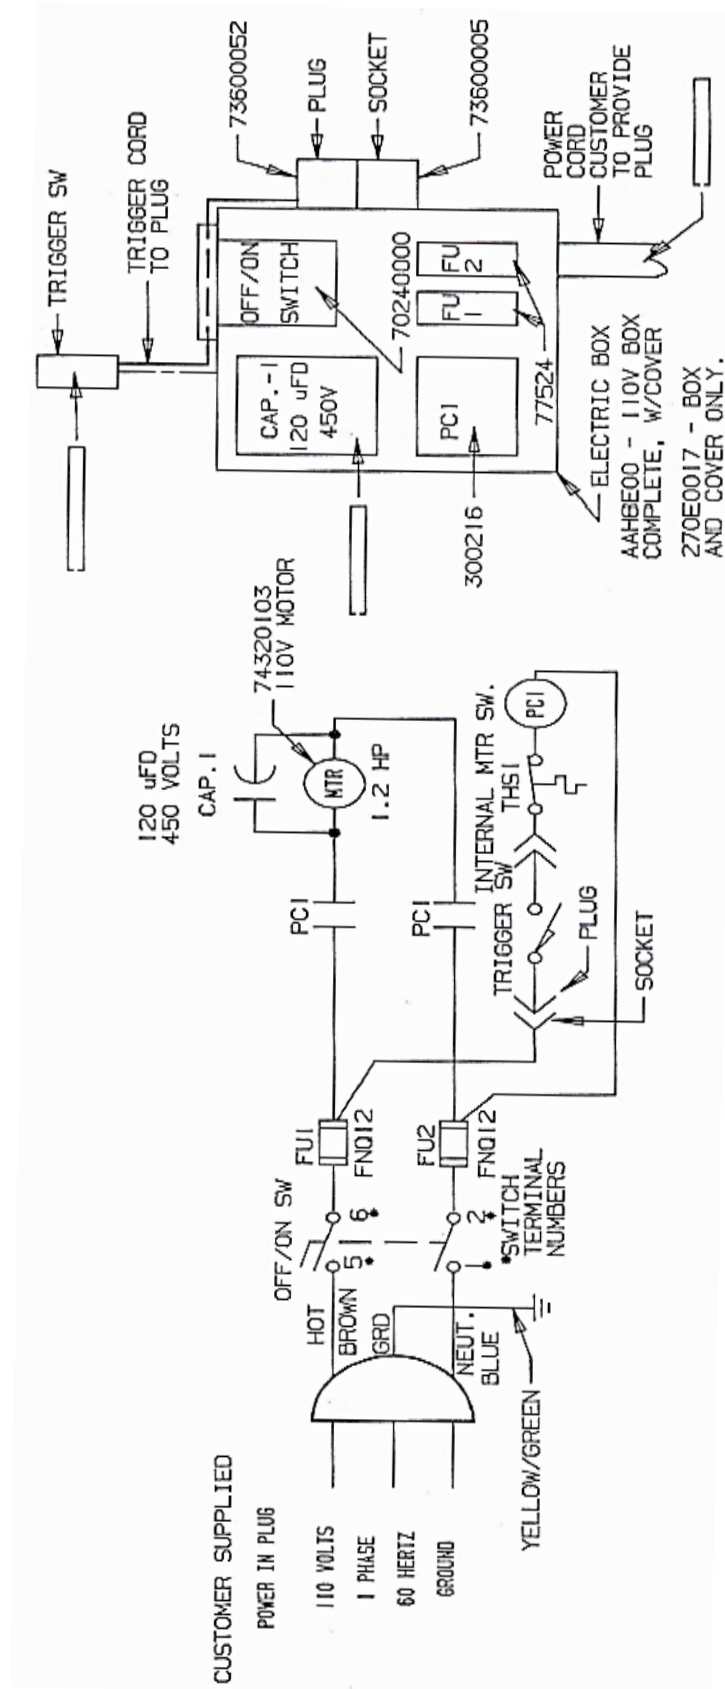 CUSTOMER SUPPLIED
POWER IN PLUG
110 VOLTS
1 PHASE
60 HERTZ
GROUND
HOT
BROWN
GRD
NEUT.
BLUE
YELLOW/GREEN
OFF/ON SW
5*
6*
1*
2*
*SWITCH
TERMINAL
NUMBERS
FU1
FNQ12
FU2
FNQ12
PC1
PC1
120 uFD
450 VOLTS
CAP.1
MTR
1.2 HP
74320103
110V MOTOR
TRIGGER SW
INTERNAL MTR SW.
THS1
PC1
PLUG
SOCKET
TRIGGER SW
TRIGGER CORD
TO PLUG
73600052
PLUG
SOCKET
73600005
OFF/ON
SWITCH
CAP.-1
120 uFD
450V
70240000
FU
1
FU
2
PC1
77524
300216
POWER
CORD
CUSTOMER
TO PROVIDE
PLUG
ELECTRIC BOX
AAH8E00 - 110V BOX
COMPLETE, W/COVER
270E0017 - BOX
AND COVER ONLY.